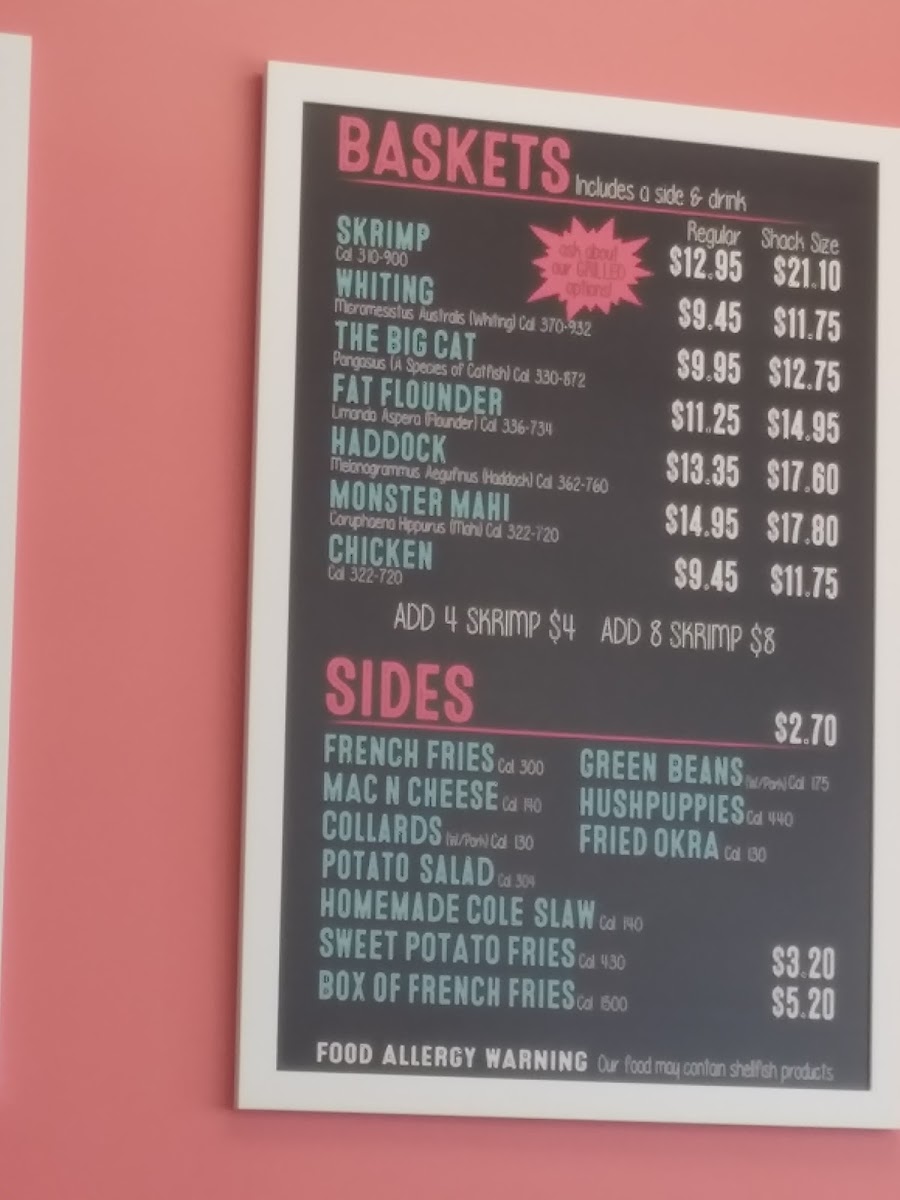 BASKETS Includes a side & drink
Regular Shack Size
SKRIMP $12.95 $21.10
Cal 310-900
ask about
our GRILLED
options!
WHITING $9.45 $11.75
Micromesistus Australis (Whiting) Cal 370-932
THE BIG CAT $9.95 $12.75
Pangasius (A Species of Catfish) Cal 330-872
FAT FLOUNDER $11.25 $14.95
Limanda Aspera (Flounder) Cal 336-734
HADDOCK $13.35 $17.60
Melanogrammus Aegufinus (Haddock) Cal 362-760
MONSTER MAHI $14.95 $17.80
Coryphaena Hippurus (Mahi) Cal 322-720
CHICKEN $9.45 $11.75
Cal 322-720
ADD 4 SKRIMP $4 ADD 8 SKRIMP $8
SIDES $2.70
FRENCH FRIES Cal 300
MAC N CHEESE Cal 140
COLLARDS (W/Pork) Cal 130
POTATO SALAD Cal 304
HOMEMADE COLE SLAW Cal 140
GREEN BEANS (W/Pork) Cal 175
HUSHPUPPIES Cal 440
FRIED OKRA Cal 130
SWEET POTATO FRIES Cal 430 $3.20
BOX OF FRENCH FRIES Cal 1500 $5.20
FOOD ALLERGY WARNING Our food may contain shellfish products